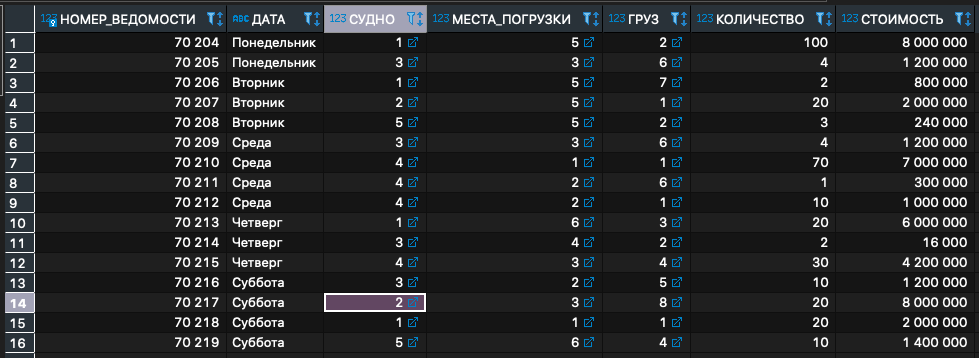 123 НОМЕР_ВЕДОМОСТИ ABC ДАТА 123 СУДНО 123 МЕСТА_ПОГРУЗКИ 123 ГРУЗ 123 КОЛИЧЕСТВО 123 СТОИМОСТЬ
1 70 204 Понедельник 1 5 2 100 8 000 000
2 70 205 Понедельник 3 3 6 4 1 200 000
3 70 206 Вторник 1 5 7 2 800 000
4 70 207 Вторник 2 5 1 20 2 000 000
5 70 208 Вторник 5 5 2 3 240 000
6 70 209 Среда 3 3 6 4 1 200 000
7 70 210 Среда 4 1 1 70 7 000 000
8 70 211 Среда 4 2 6 1 300 000
9 70 212 Среда 4 2 1 10 1 000 000
10 70 213 Четверг 1 6 3 20 6 000 000
11 70 214 Четверг 3 4 2 2 16 000
12 70 215 Четверг 4 3 4 30 4 200 000
13 70 216 Суббота 3 2 5 10 1 200 000
14 70 217 Суббота 2 3 8 20 8 000 000
15 70 218 Суббота 1 1 1 20 2 000 000
16 70 219 Суббота 5 6 4 10 1 400 000